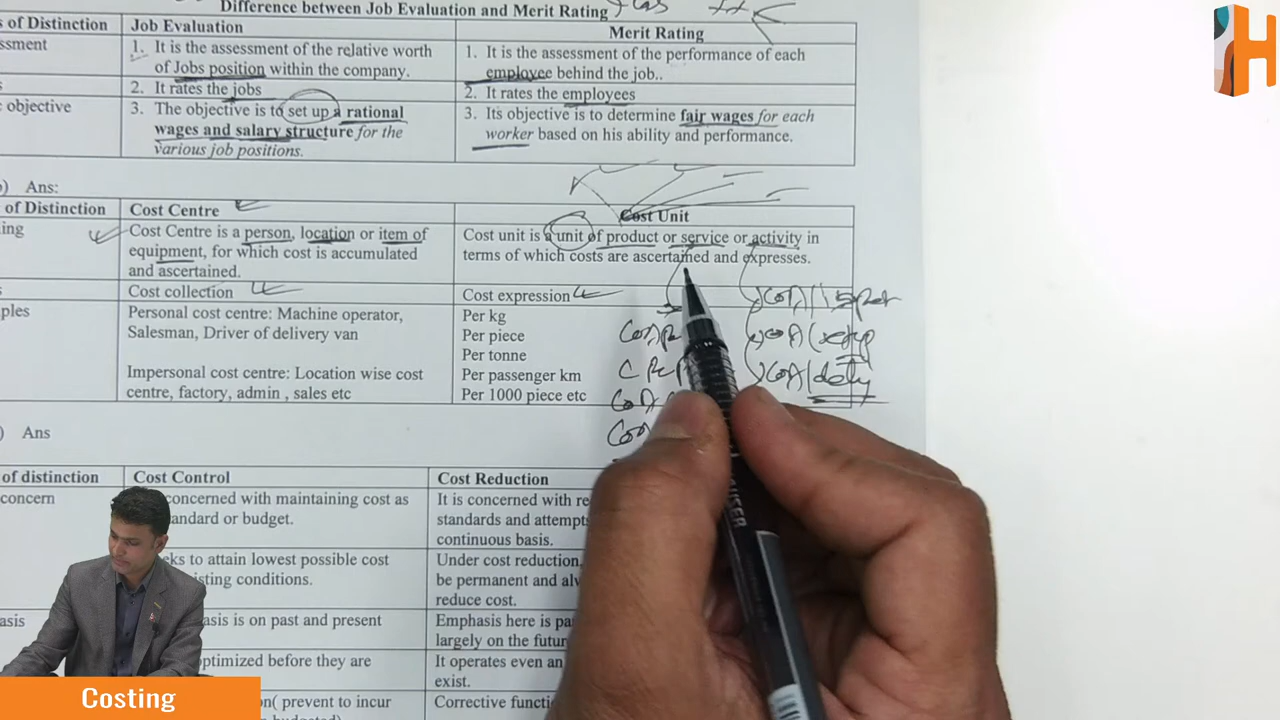 Difference between Job Evaluation and Merit Rating
of Distinction Job Evaluation Merit Rating
ssment 1. It is the assessment of the relative worth of Jobs position within the company. 1. It is the assessment of the performance of each employee behind the job..
2. It rates the jobs 2. It rates the employees
objective 3. The objective is to set up a rational wages and salary structure for the various job positions. 3. Its objective is to determine fair wages for each worker based on his ability and performance.
Ans:
of Distinction Cost Centre Cost Unit
ing Cost Centre is a person, location or item of equipment, for which cost is accumulated and ascertained. Cost unit is a unit of product or service or activity in terms of which costs are ascertained and expresses.
Cost collection Cost expression
ples Personal cost centre: Machine operator, Salesman, Driver of delivery van
Impersonal cost centre: Location wise cost centre, factory, admin , sales etc
Per kg
Per piece
Per tonne
Per passenger km
Per 1000 piece etc
) Ans
of distinction Cost Control Cost Reduction
concern concerned with maintaining cost as
andard or budget.
It is concerned with re
standards and attempts
continuous basis.
eks to attain lowest possible cost
isting conditions.
Under cost reduction,
be permanent and
reduce cost.
asis asis is on past and present
Emphasis here is pa
largely on the future
optimized before they are
It operates even
exist.
on( prevent to incur
Corrective functi
Costing
H